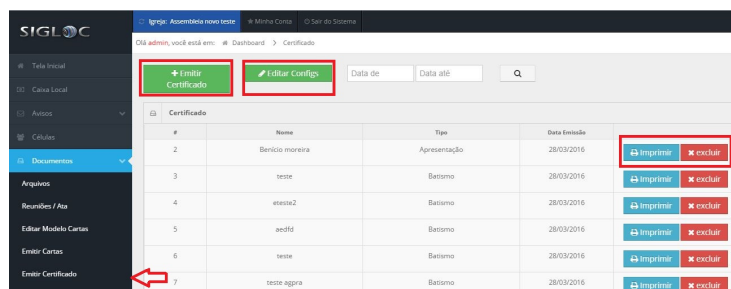 SIGLOC
Igreja: Assembleia novo teste Minha Conta Sair do Sistema
Olá admin, você está em: Dashboard > Certificado
Tela Inicial
Caixa Local
Avisos
Células
Documentos
Arquivos
Reuniões / Ata
Editar Modelo Cartas
Emitir Cartas
Emitir Certificado
Emitir Certificado
Editar Configs
Data de
Data até
Certificado
# Nome Tipo Data Emissão
2 Benício moreira Apresentação 28/03/2016 Imprimir excluir
3 teste Batismo 28/03/2016 Imprimir excluir
4 eteste2 Batismo 28/03/2016 Imprimir excluir
5 aedfd Batismo 28/03/2016 Imprimir excluir
6 teste Batismo 28/03/2016 Imprimir excluir
7 teste agpra Batismo 28/03/2016 Imprimir excluir